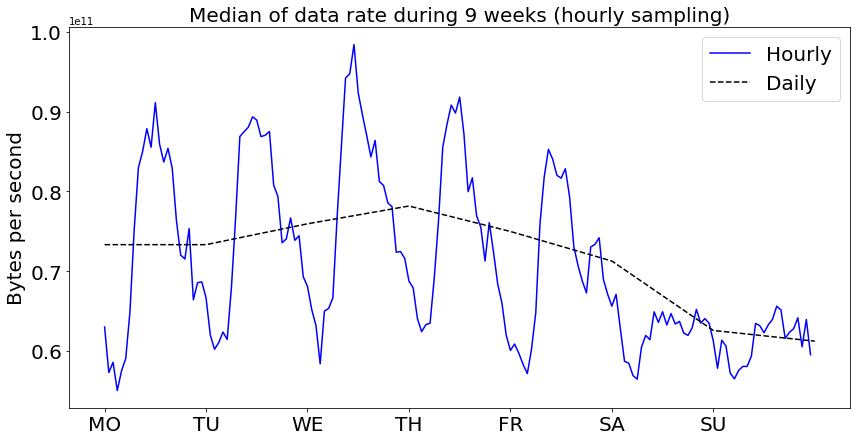 Median of data rate during 9 weeks (hourly sampling)
1e11
1.0
0.9
0.8
0.7
0.6
Bytes per second
Hourly
Daily
MO TU WE TH FR SA SU